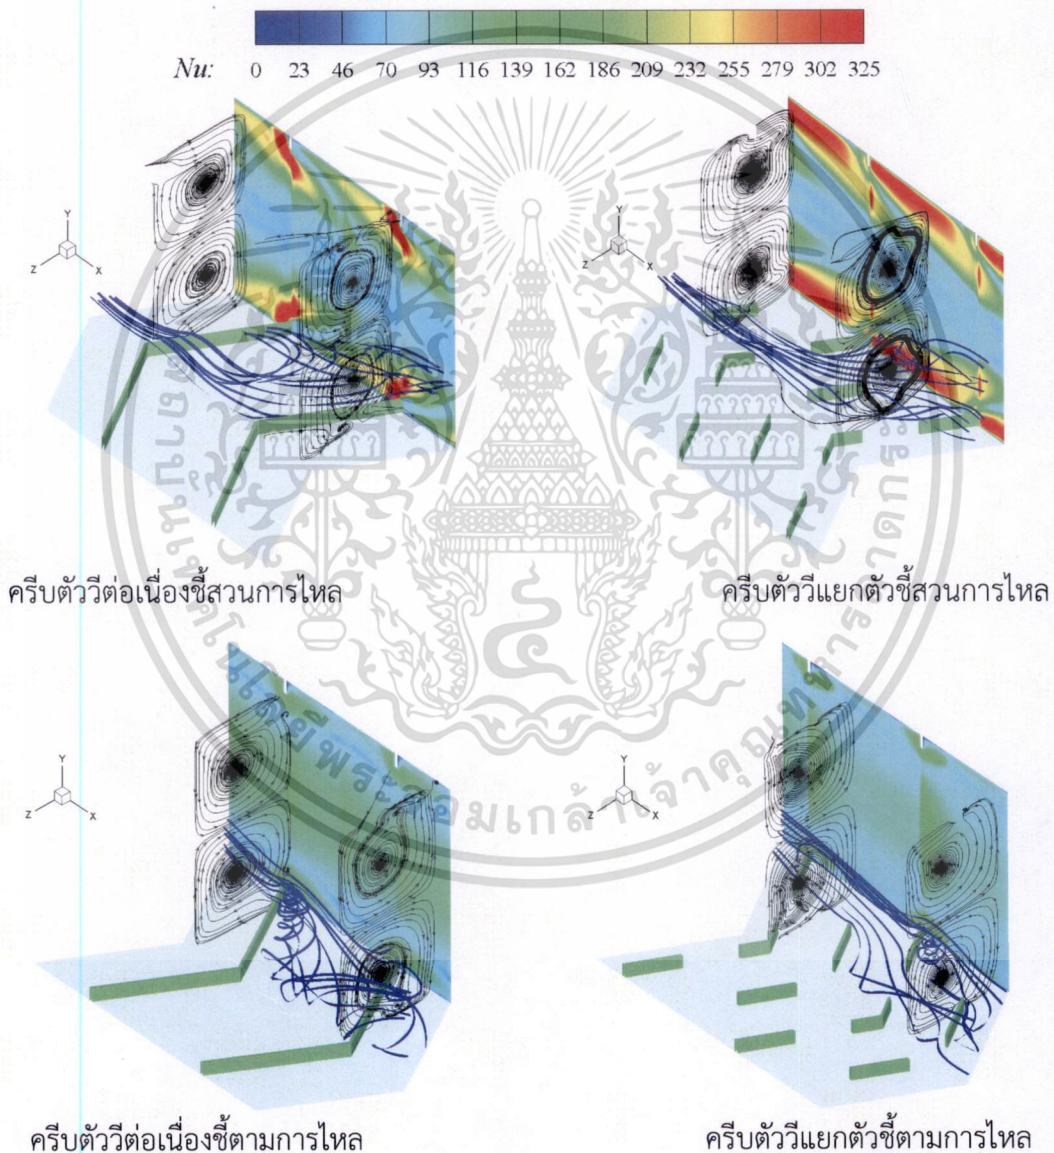 Nu: 0 23 46 70 93 116 139 162 186 209 232 255 279 302 325
Y
Z
X
Y
Z
X
ครีบตัววีต่อเนื่องชี้สวนการไหล
ครีบตัววีแยกตัวชี้สวนการไหล
Y
Z
X
Y
Z
X
ครีบตัววีต่อเนื่องชี้ตามการไหล
ครีบตัววีแยกตัวชี้ตามการไหล